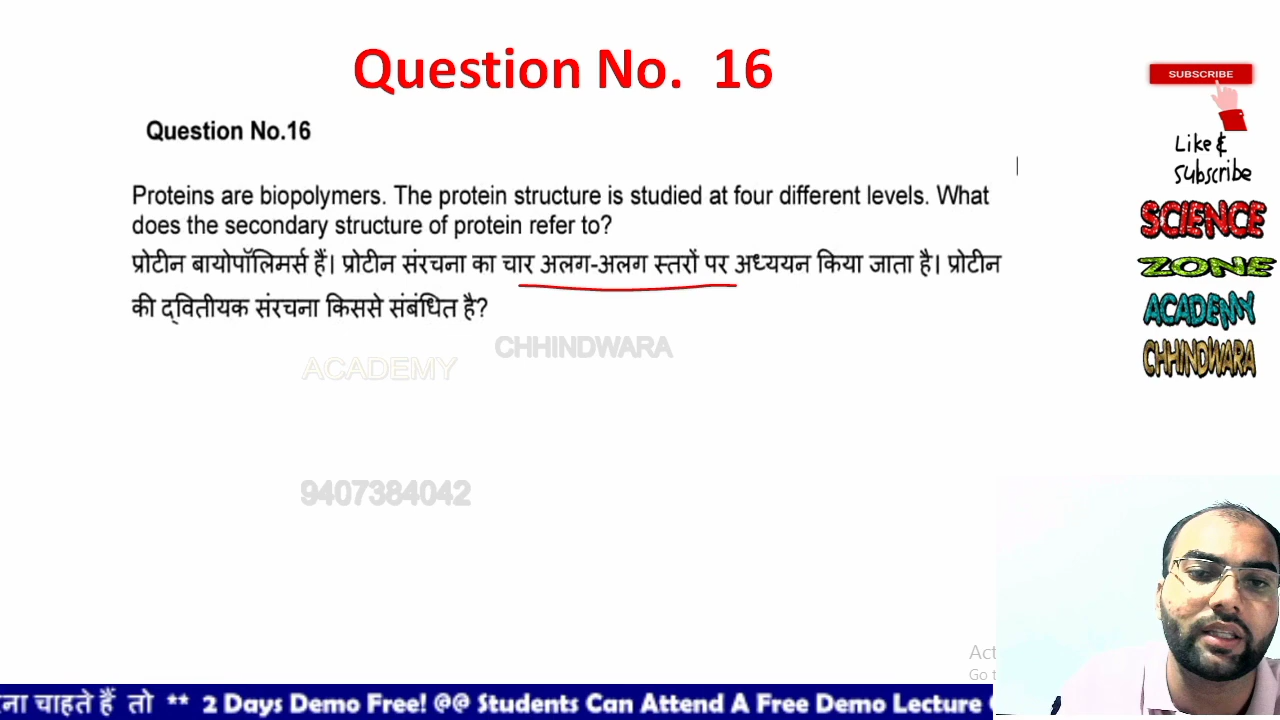 Question No. 16
SUBSCRIBE
Question No.16
Like &
Subscribe
Proteins are biopolymers. The protein structure is studied at four different levels. What
does the secondary structure of protein refer to?
SCIENCE
ZONE
ACADEMY
CHHINDWARA
प्रोटीन बायोपॉलिमर्स हैं। प्रोटीन संरचना का चार अलग-अलग स्तरों पर अध्ययन किया जाता है। प्रोटीन
की द्वितीयक संरचना किससे संबंधित है?
CHHINDWARA
ACADEMY
9407384042
चाहते हैं तो ** 2 Days Demo Free! @@ Students Can Attend A Free Demo Lecture